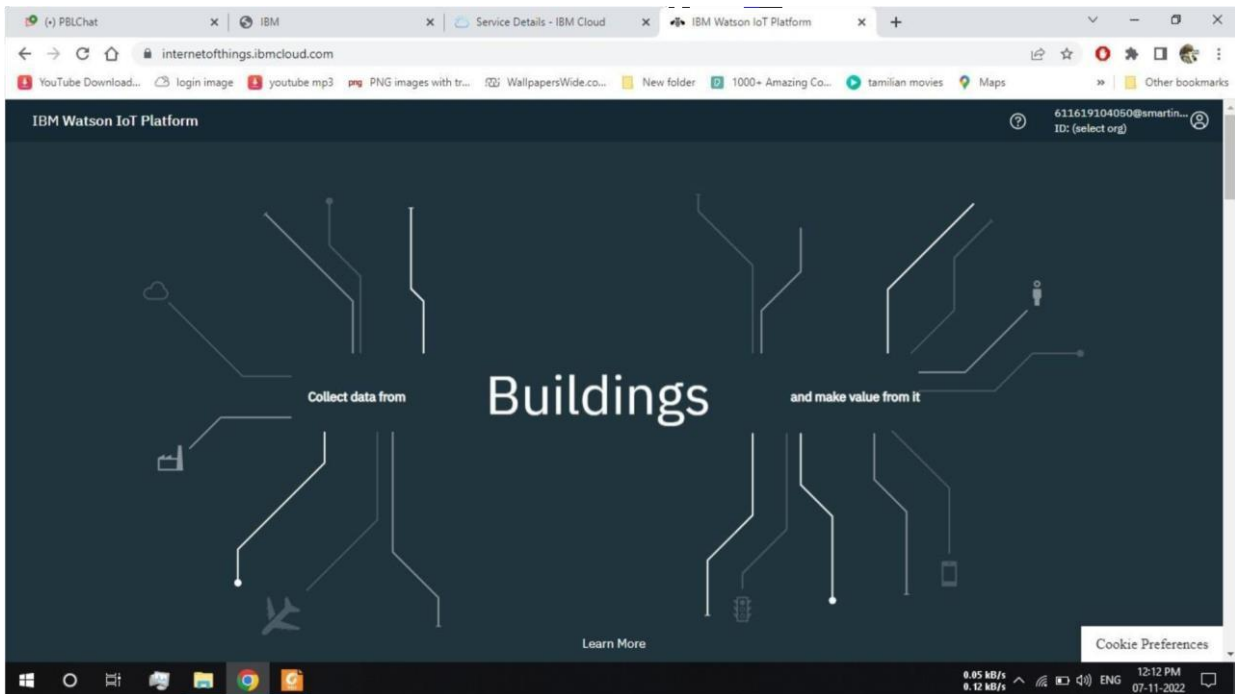 (•) PBLChat
IBM
Service Details - IBM Cloud
IBM Watson IoT Platform
internetofthings.ibmcloud.com
YouTube Download...
login image
youtube mp3
png
PNG images with tr...
WallpapersWide.co...
New folder
1000+ Amazing Co...
tamilian movies
Maps
»
Other bookmarks
IBM Watson IoT Platform
611619104050@smartin...
ID: (select org)
Collect data from
Buildings
and make value from it
Learn More
Cookie Preferences
0.05 kB/s
0.12 kB/s
ENG
12:12 PM
07-11-2022